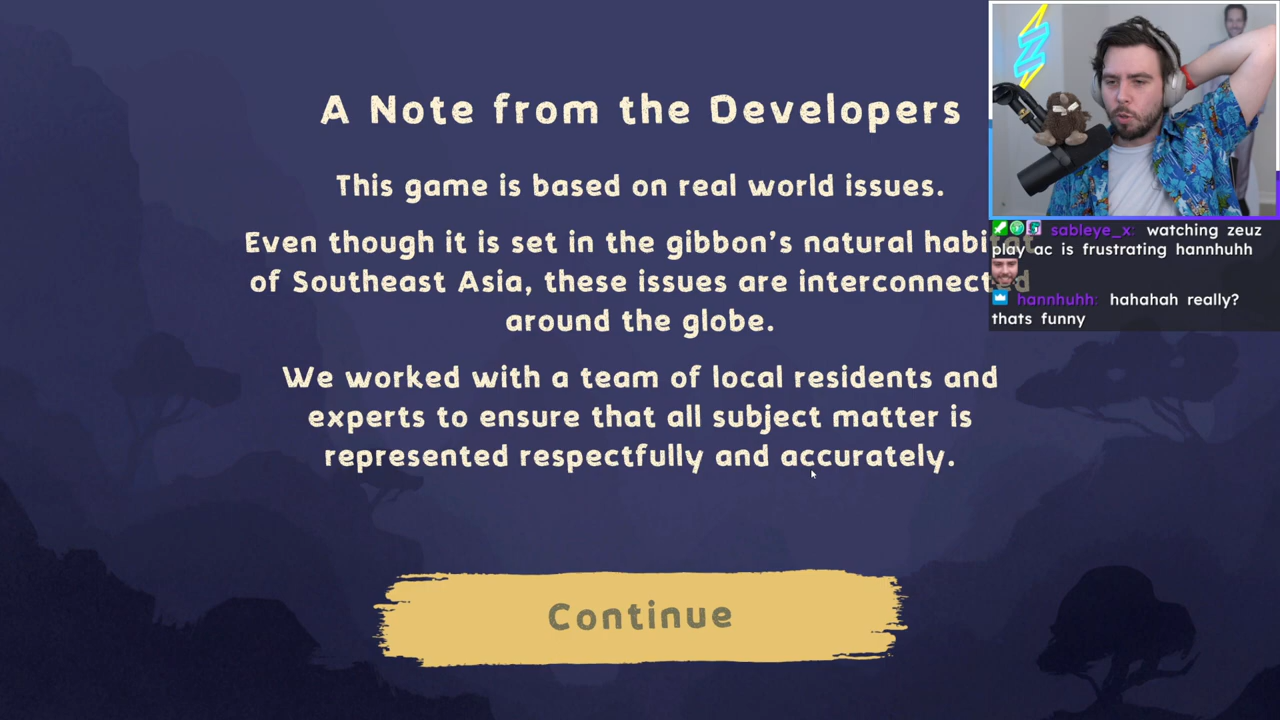 A Note from the Developers
This game is based on real world issues.
Even though it is set in the gibbon's natural habitat
of Southeast Asia, these issues are interconnected
around the globe.
We worked with a team of local residents and
experts to ensure that all subject matter is
represented respectfully and accurately.
Continue
sableye_x: watching zeuz
play ac is frustrating hannhuhh
hannhuhh: hahahah really?
thats funny